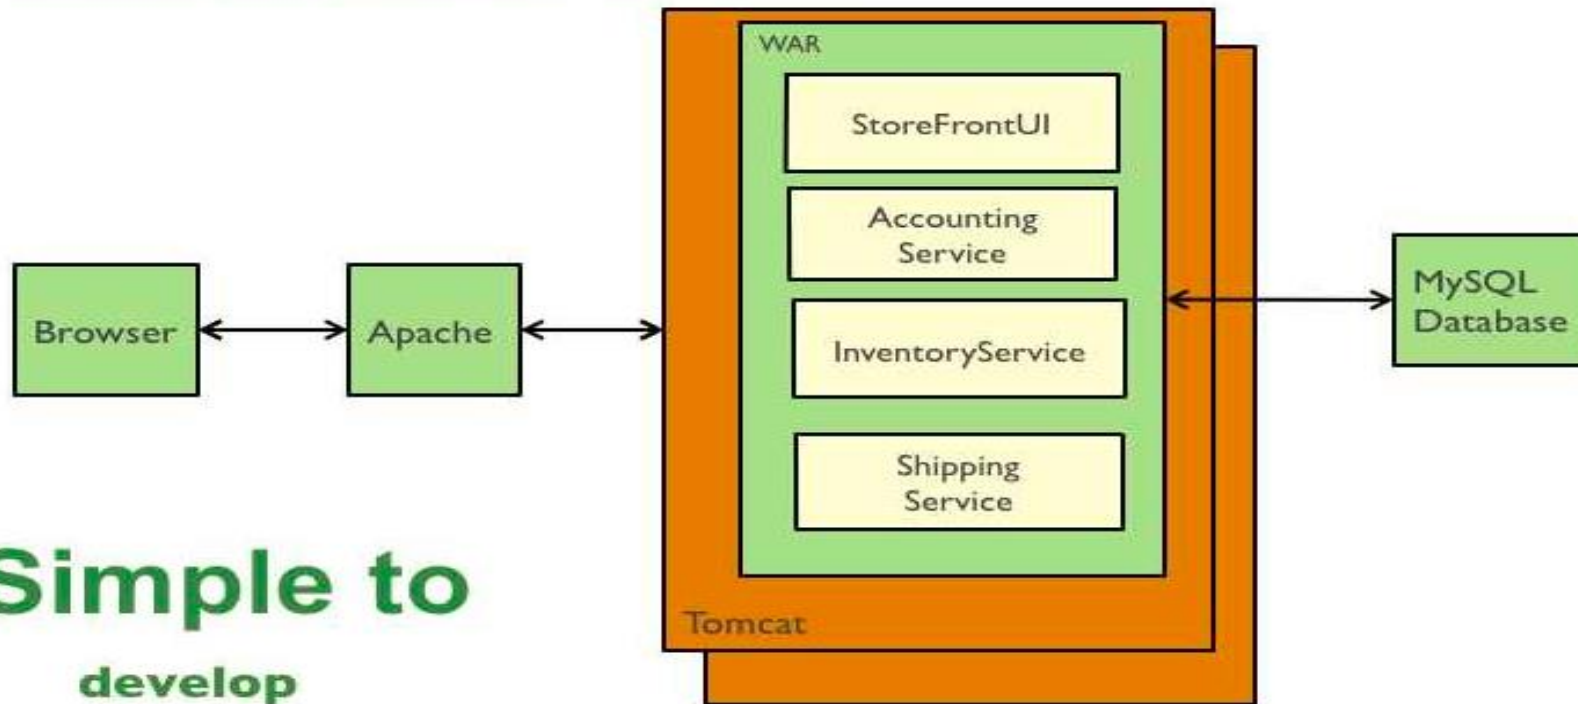 WAR
StoreFrontUI
Accounting
Service
InventoryService
Shipping
Service
Tomcat
Browser
Apache
MySQL
Database
Simple to
develop